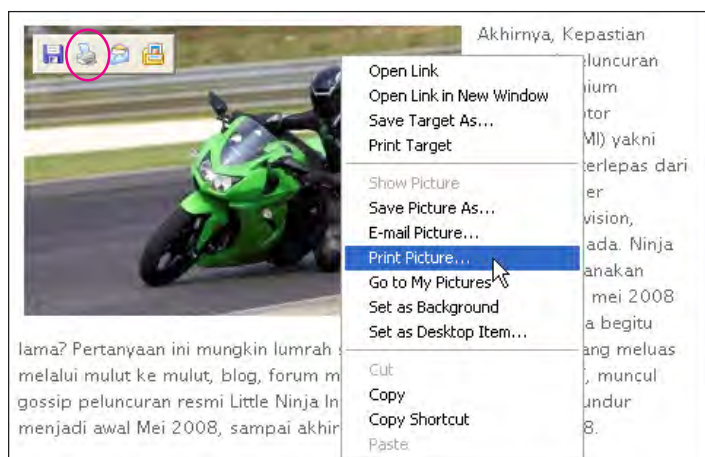 Akhirnya, Kepastian
eluncuran
nium
otor
MI) yakni
erlepas dari
er
vision,
ada. Ninja
anakan
mei 2008
a begitu
lama? Pertanyaan ini mungkin lumrah s
ang meluas
melalui mulut ke mulut, blog, forum m
, muncul
gossip peluncuran resmi Little Ninja In
undur
menjadi awal Mei 2008, sampai akhir
8.
Open Link
Open Link in New Window
Save Target As...
Print Target
Show Picture
Save Picture As...
E-mail Picture...
Print Picture...
Go to My Pictures
Set as Background
Set as Desktop Item...
Cut
Copy
Copy Shortcut
Paste